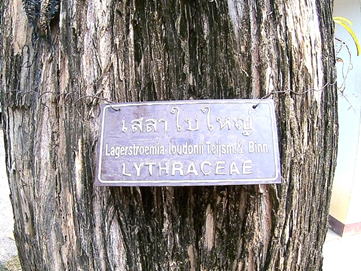 เสลาใบใหญ่
Lagerstroemia loudonii Teijsm & Binn
LYTHRACEAE